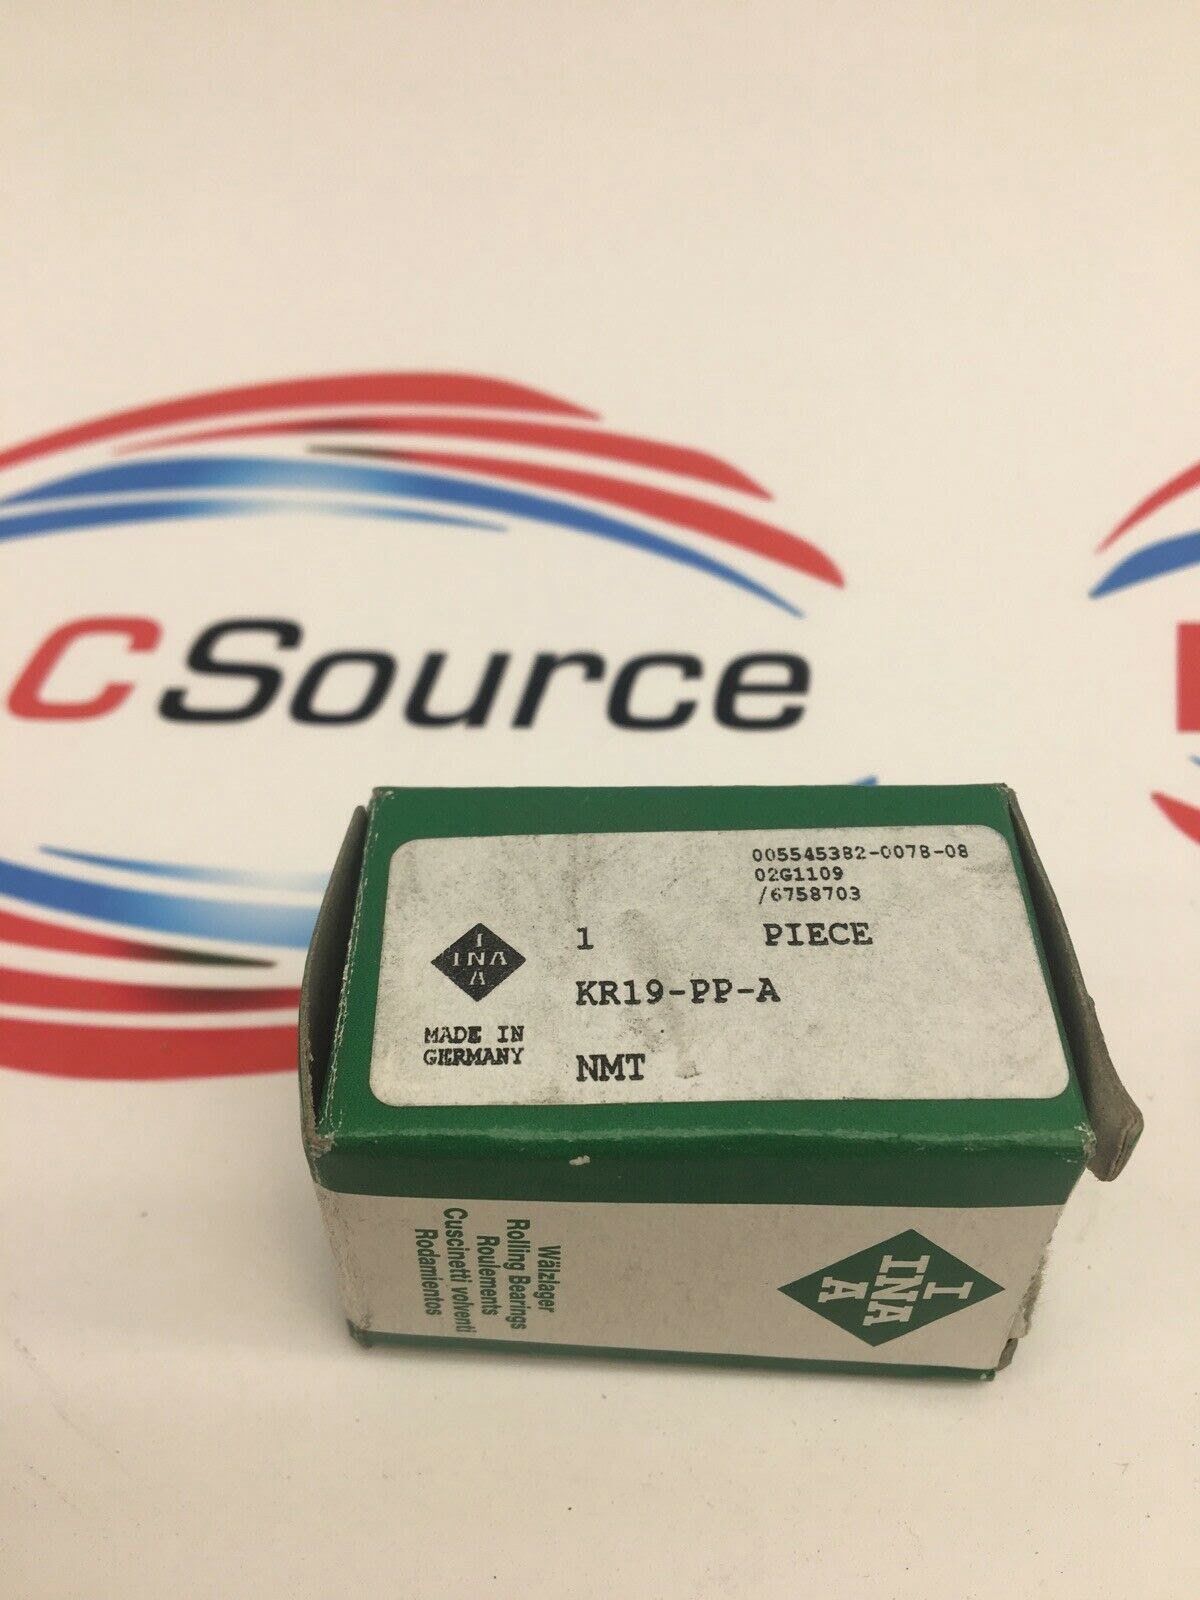 CSource
005545382-0078-08
02G1109
/6758703
1 PIECE
I
INA
A
KR19-PP-A
MADE IN
GERMANY
NMT
Wälzlager
Rolling Bearings
Roulements
Cuscinetti volventi
Rodamientos
I
INA
A